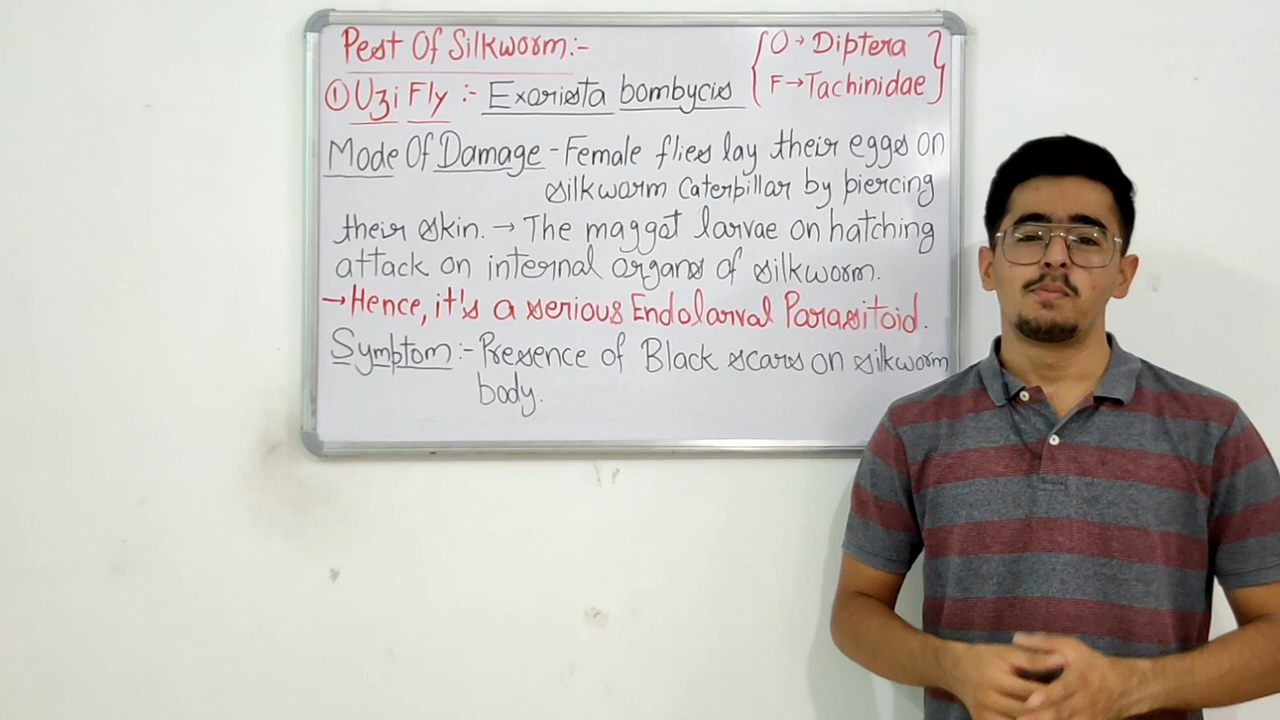 Pest Of Silkworm:-
{O→ Diptera
F→Tachinidae}
① Uzi Fly :- Exorista bombycis
Mode Of Damage - Female flies lay their eggs on
silkworm caterpillar by piercing
their skin. → The maggot larvae on hatching
attack on internal organs of silkworm.
→Hence, it's a serious Endolarval Parasitoid.
Symptom:- Presence of Black scars on silkworm
body.